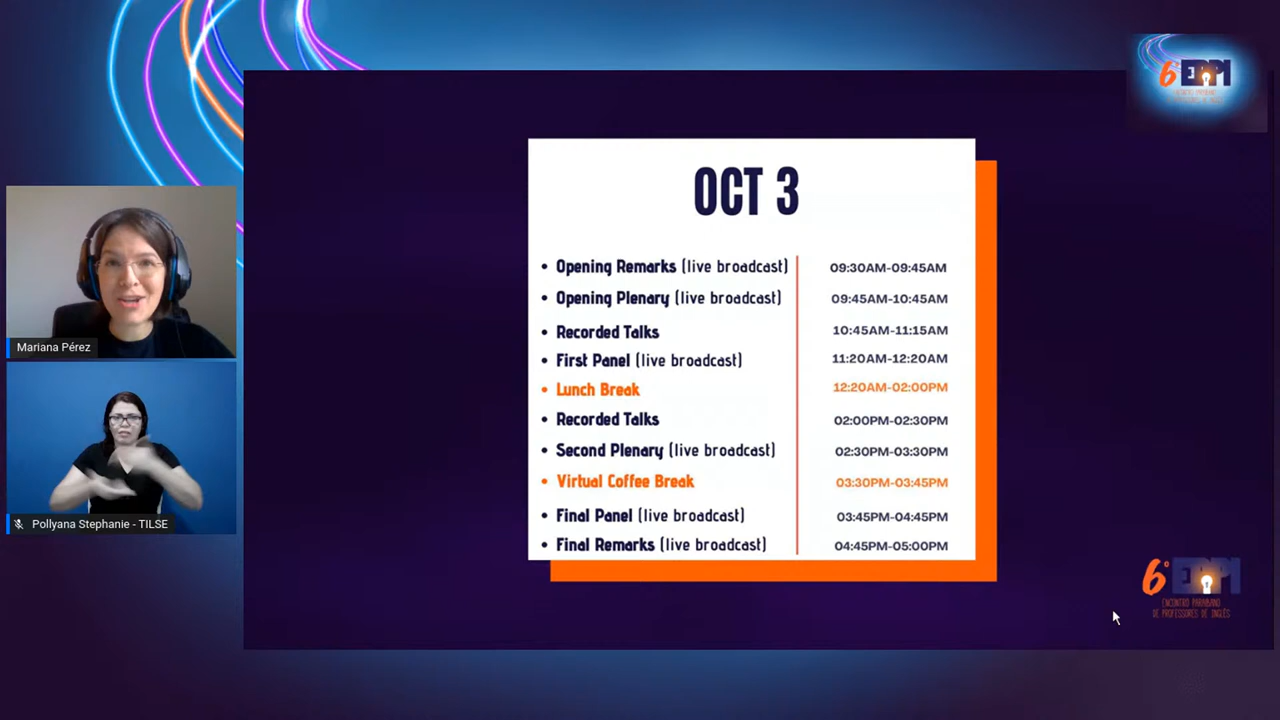 6º EPPI
OCT 3
• Opening Remarks (live broadcast) 09:30AM-09:45AM
• Opening Plenary (live broadcast) 09:45AM-10:45AM
• Recorded Talks 10:45AM-11:15AM
• First Panel (live broadcast) 11:20AM-12:20AM
• Lunch Break 12:20AM-02:00PM
• Recorded Talks 02:00PM-02:30PM
• Second Plenary (live broadcast) 02:30PM-03:30PM
• Virtual Coffee Break 03:30PM-03:45PM
• Final Panel (live broadcast) 03:45PM-04:45PM
• Final Remarks (live broadcast) 04:45PM-05:00PM
Mariana Pérez
Pollyana Stephanie - TILSE
6º EPPI
ENCONTRO PARAIBANO
DE PROFESSORES DE INGLÊS